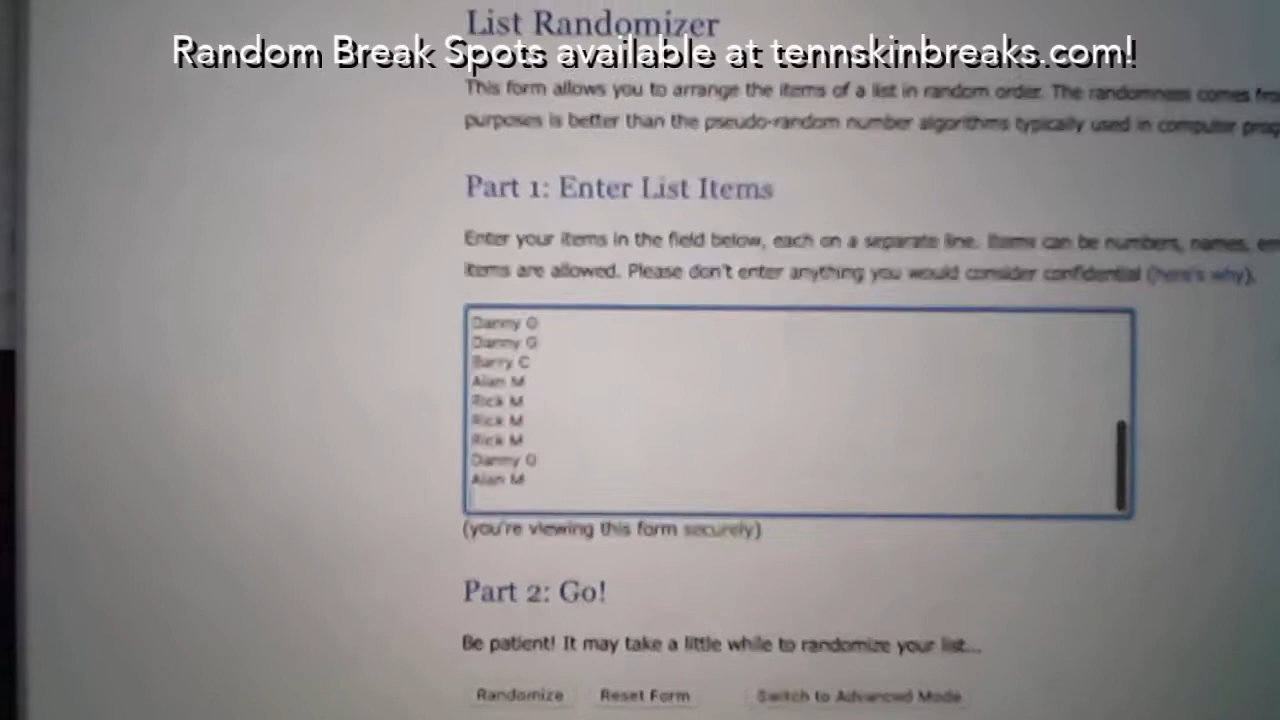 List Randomizer
Random Break Spots available at tennskinbreaks.com!
This form allows you to arrange the items of a list in random order. The randomness comes
purposes is better than the pseudo-random number algorithms typically used in computer
Part 1: Enter List Items
Enter your items in the field below, each on a separate line. Items can be numbers, names,
items are allowed. Please don't enter anything you would consider confidential (here's why).
Danny O
Danny G
Barry C
Alan M
Rick M
Rick M
Rick M
Danny O
Alan M
(you're viewing this form securely)
Part 2: Go!
Be patient! It may take a little while to randomize your list...
Randomize Reset Form Switch to Advanced Mode